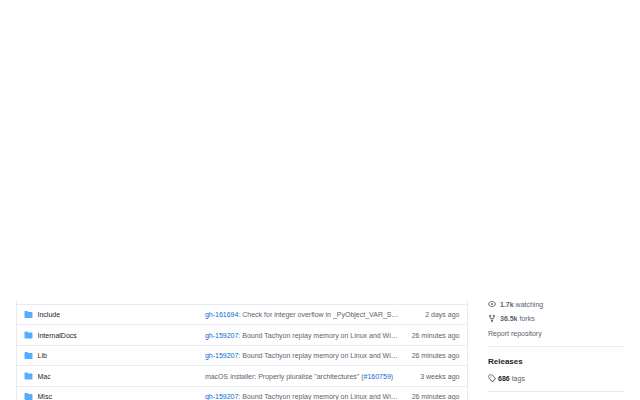 Include gh-161694: Check for integer overflow in _PyObject_VAR_S... 2 days ago
InternalDocs gh-159207: Bound Tachyon replay memory on Linux and Wi... 26 minutes ago
Lib gh-159207: Bound Tachyon replay memory on Linux and Wi... 26 minutes ago
Mac macOS installer: Properly pluralise "architectures" (#160759) 3 weeks ago
Misc gh-159207: Bound Tachyon replay memory on Linux and Wi... 26 minutes ago
1.7k watching
36.5k forks
Report repository
Releases
686 tags